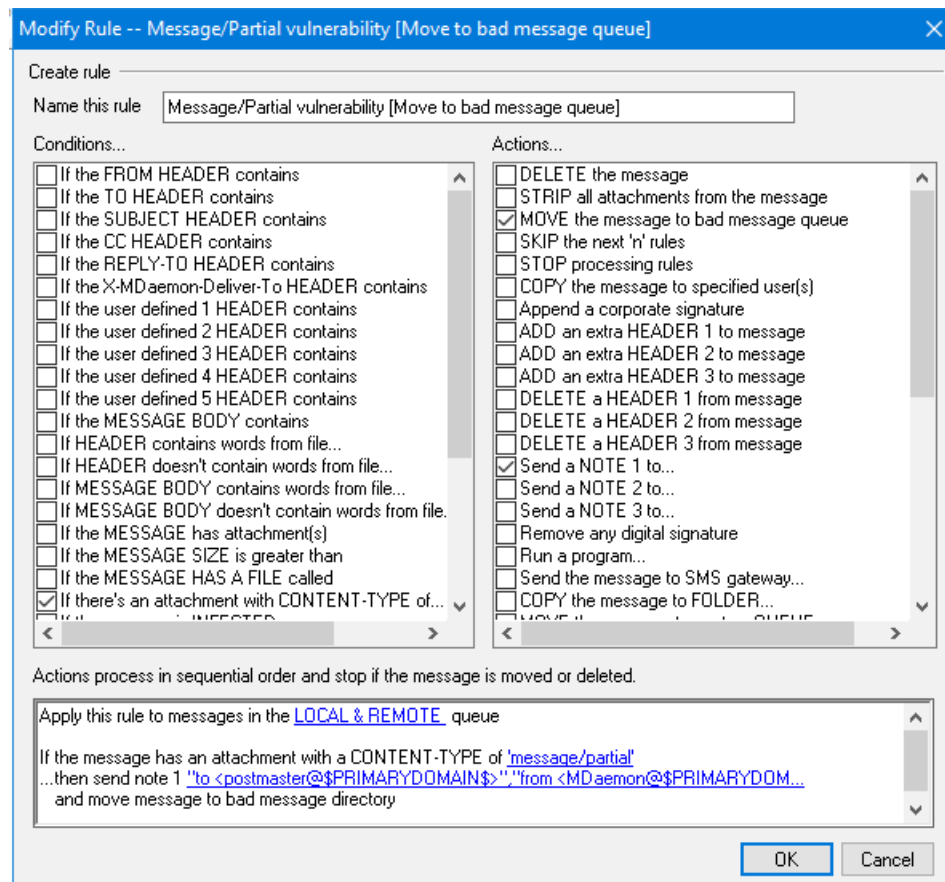 Modify Rule -- Message/Partial vulnerability [Move to bad message queue]
Create rule
Name this rule
Message/Partial vulnerability [Move to bad message queue]
Conditions...
If the FROM HEADER contains
If the TO HEADER contains
If the SUBJECT HEADER contains
If the CC HEADER contains
If the REPLY-TO HEADER contains
If the X-MDaemon-Deliver-To HEADER contains
If the user defined 1 HEADER contains
If the user defined 2 HEADER contains
If the user defined 3 HEADER contains
If the user defined 4 HEADER contains
If the user defined 5 HEADER contains
If the MESSAGE BODY contains
If HEADER contains words from file...
If HEADER doesn't contain words from file...
If MESSAGE BODY contains words from file...
If MESSAGE BODY doesn't contain words from file.
If the MESSAGE has attachment(s)
If the MESSAGE SIZE is greater than
If the MESSAGE HAS A FILE called
If there's an attachment with CONTENT-TYPE of...
Actions...
DELETE the message
STRIP all attachments from the message
MOVE the message to bad message queue
SKIP the next 'n' rules
STOP processing rules
COPY the message to specified user(s)
Append a corporate signature
ADD an extra HEADER 1 to message
ADD an extra HEADER 2 to message
ADD an extra HEADER 3 to message
DELETE a HEADER 1 from message
DELETE a HEADER 2 from message
DELETE a HEADER 3 from message
Send a NOTE 1 to...
Send a NOTE 2 to...
Send a NOTE 3 to...
Remove any digital signature
Run a program...
Send the message to SMS gateway...
COPY the message to FOLDER...
Actions process in sequential order and stop if the message is moved or deleted.
Apply this rule to messages in the LOCAL & REMOTE queue
If the message has an attachment with a CONTENT-TYPE of 'message/partial'
...then send note 1 "to <postmaster@$PRIMARYDOMAIN$>","from <MDaemon@$PRIMARYDOM...
and move message to bad message directory
OK
Cancel